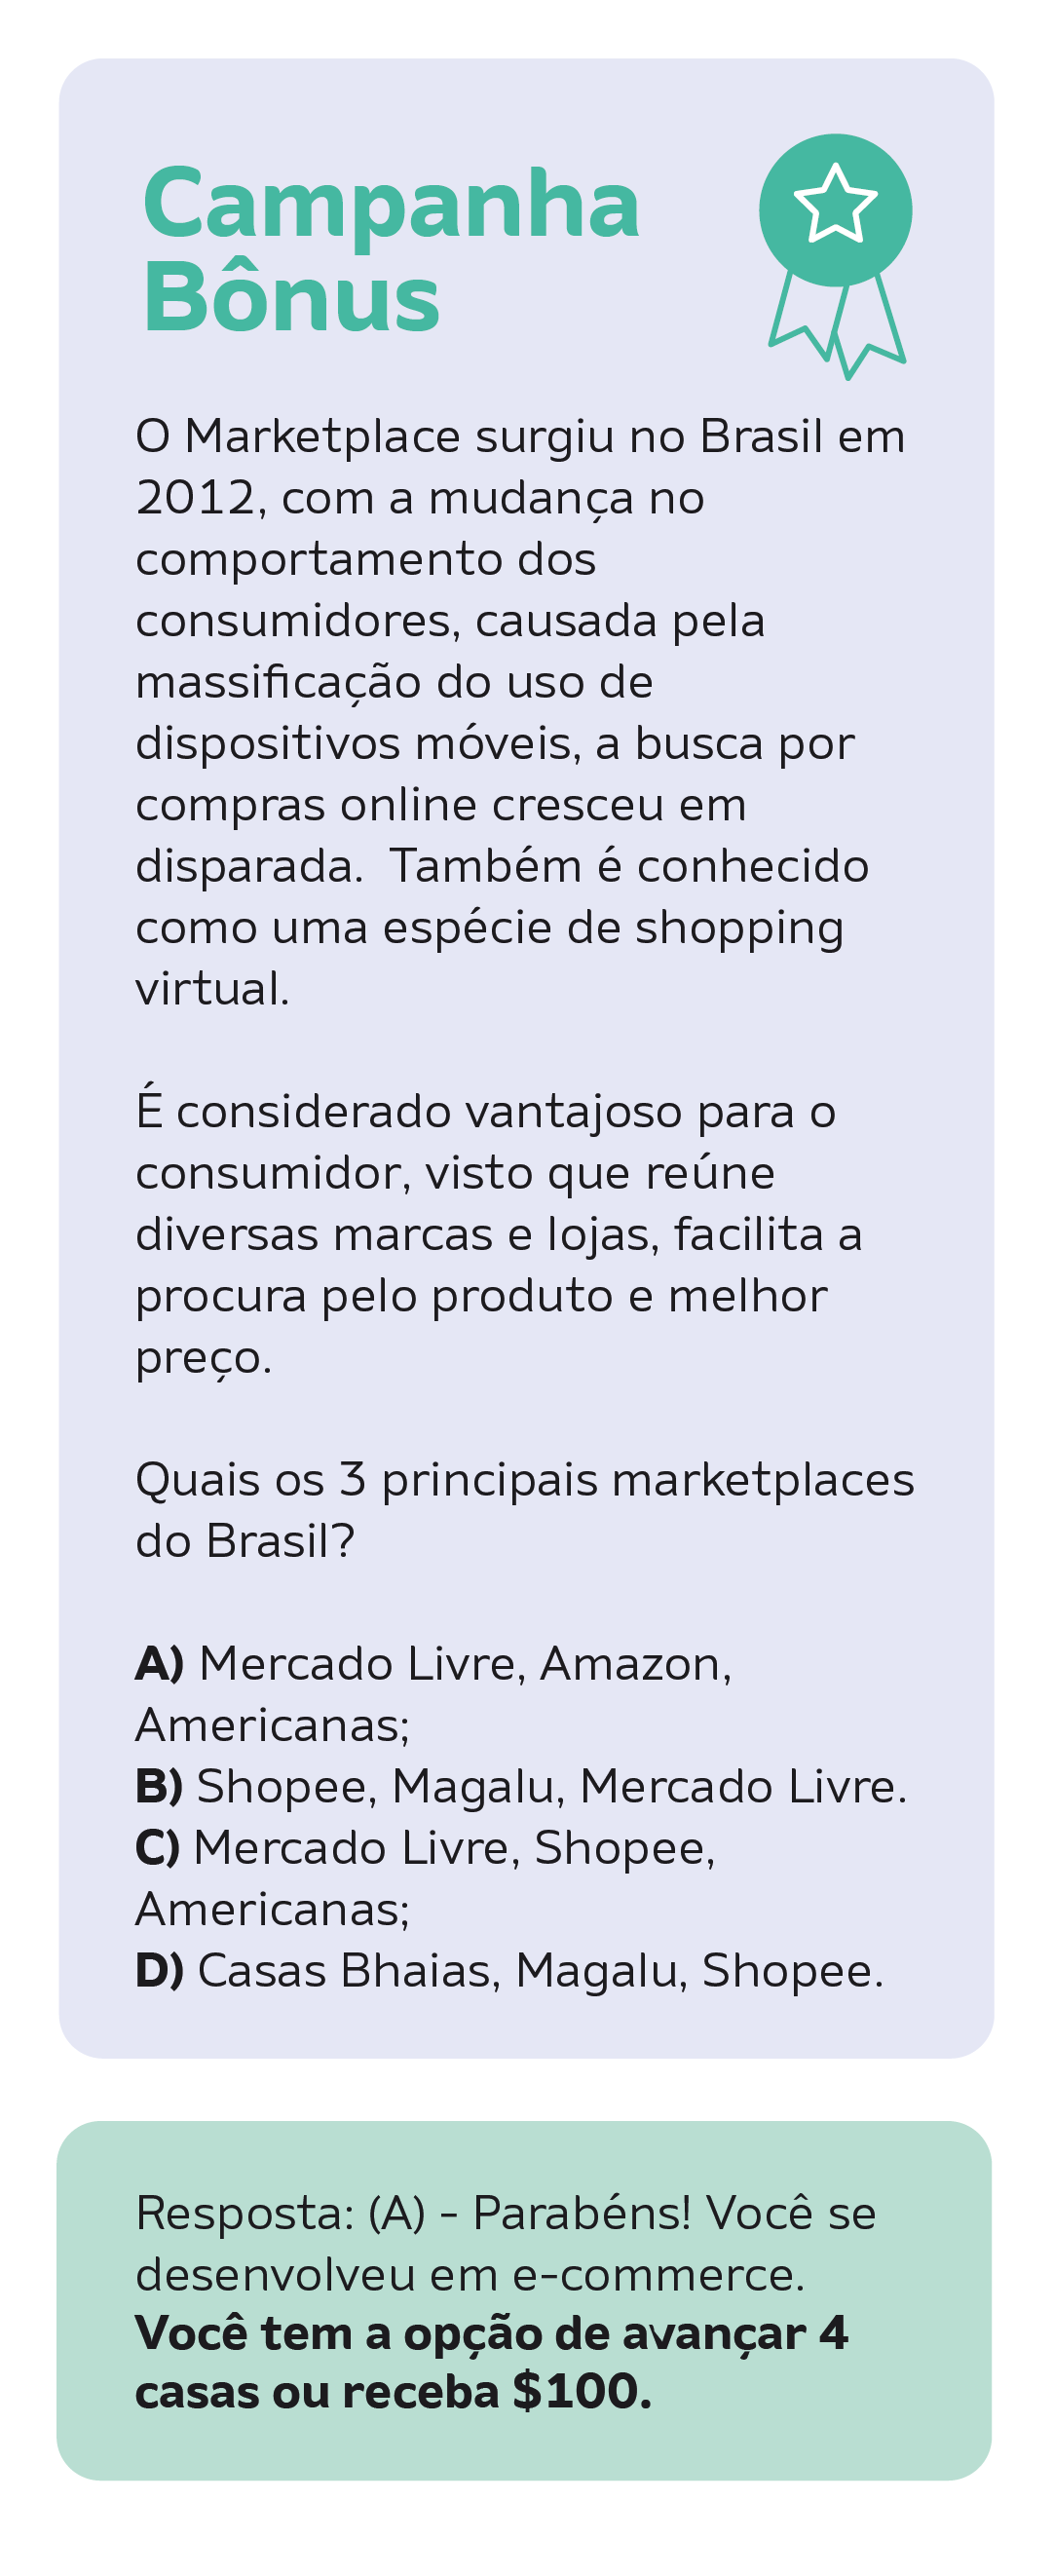 Campanha
Bônus
O Marketplace surgiu no Brasil em
2012, com a mudança no
comportamento dos
consumidores, causada pela
massificação do uso de
dispositivos móveis, a busca por
compras online cresceu em
disparada.  Também é conhecido
como uma espécie de shopping
virtual.
É considerado vantajoso para o
consumidor, visto que reúne
diversas marcas e lojas, facilita a
procura pelo produto e melhor
preço.
Quais os 3 principais marketplaces
do Brasil?
A) Mercado Livre, Amazon,
Americanas;
B) Shopee, Magalu, Mercado Livre.
C) Mercado Livre, Shopee,
Americanas;
D) Casas Bhaias, Magalu, Shopee.
Resposta: (A) - Parabéns! Você se
desenvolveu em e-commerce.
Você tem a opção de avançar 4
casas ou receba $100.